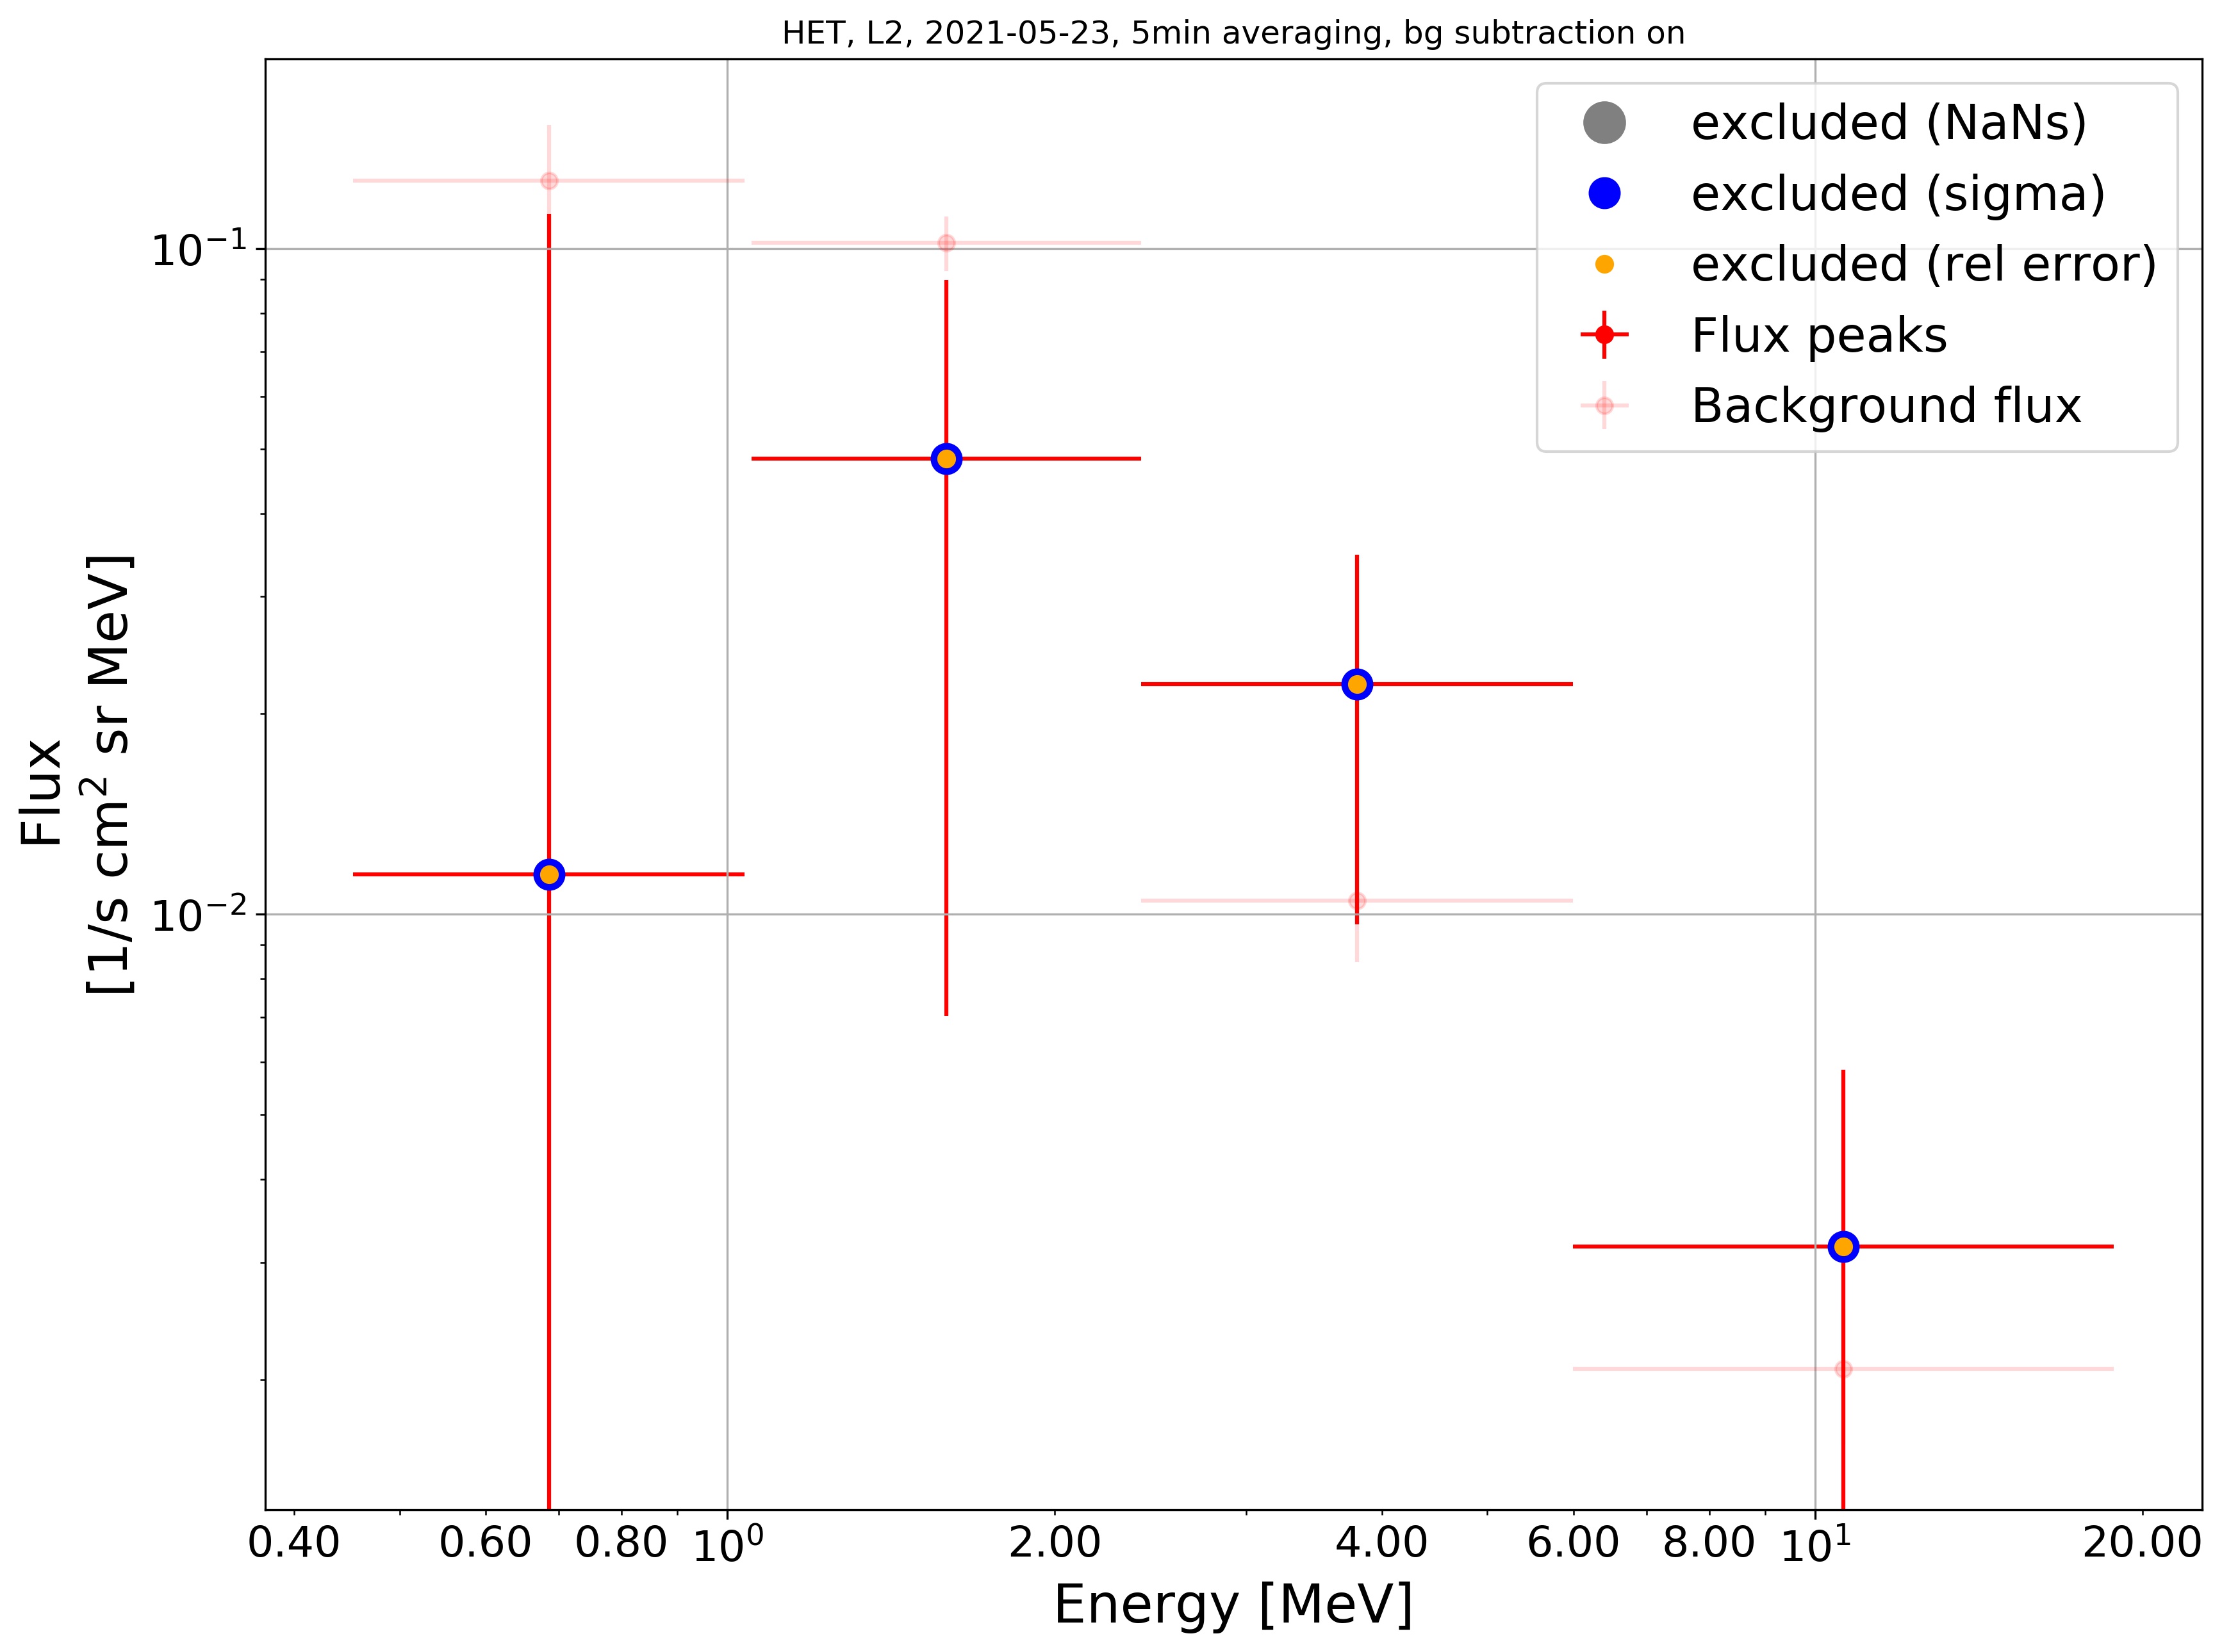 HET, L2, 2021-05-23, 5min averaging, bg subtraction on
excluded (NaNs)
excluded (sigma)
excluded (rel error)
Flux peaks
Background flux
Flux
[1/s cm² sr MeV]
10⁻¹
10⁻²
0.40 0.60 0.80 10⁰ 2.00 4.00 6.00 8.00 10¹ 20.00
Energy [MeV]